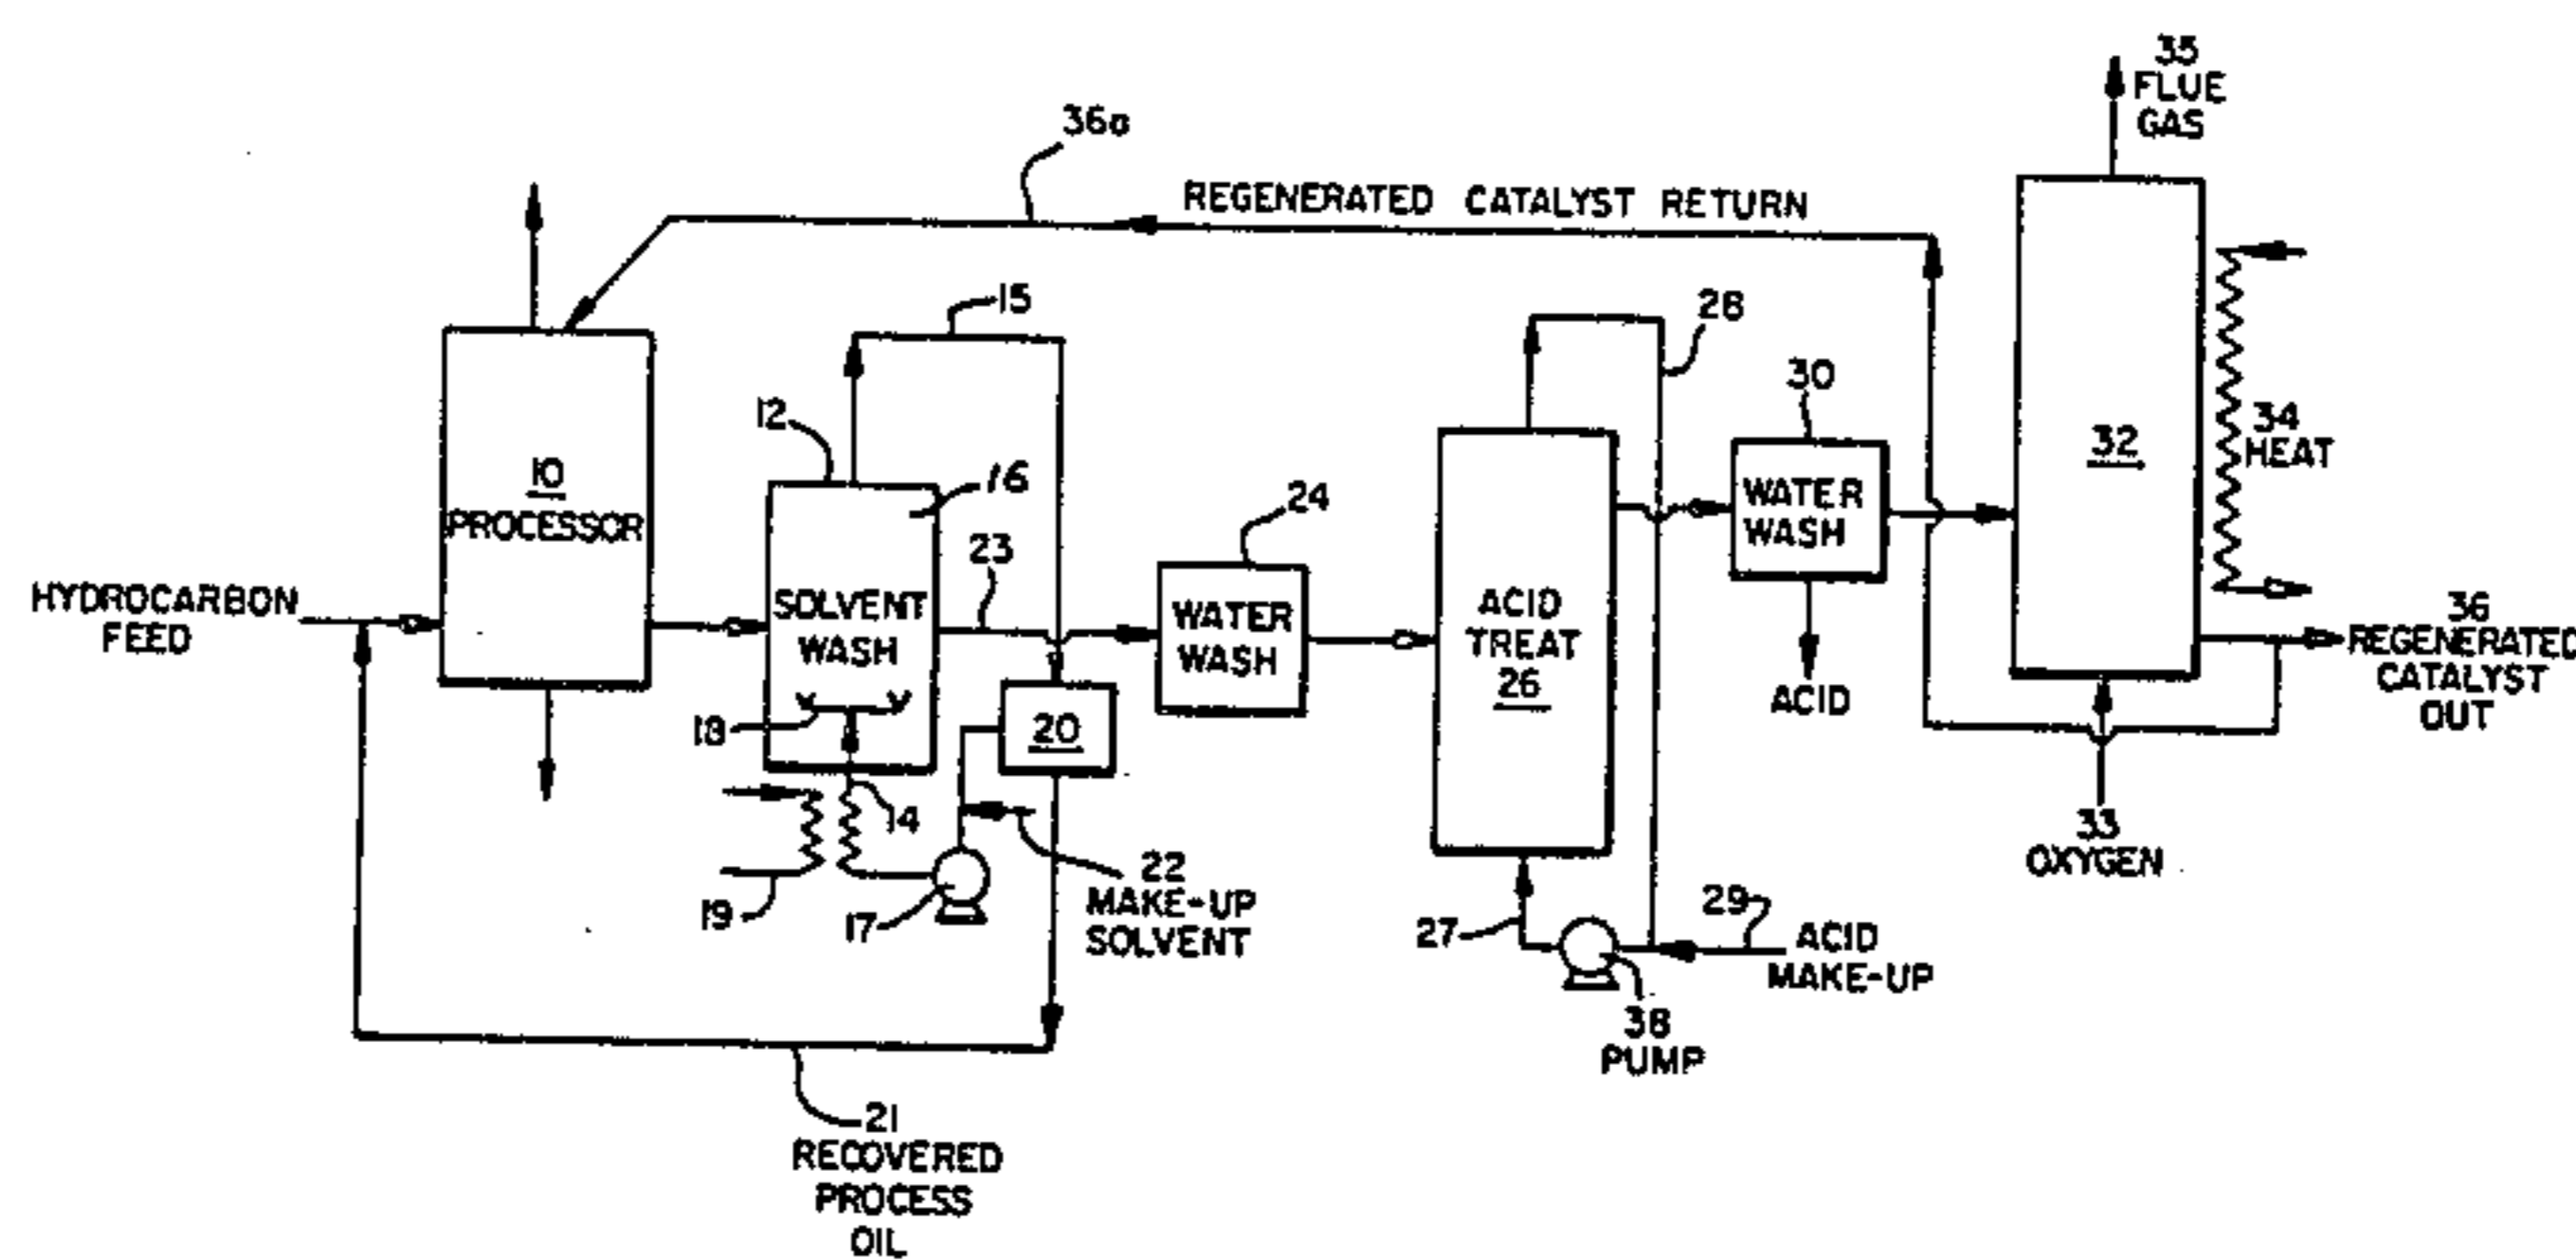 35
FLUE
GAS
36a
REGENERATED CATALYST RETURN
15
28
12
30
34
HEAT
32
10
PROCESSOR
16
24
WATER
WASH
23
HYDROCARBON
FEED
SOLVENT
WASH
WATER
WASH
ACID
TREAT
26
36
REGENERATED
CATALYST
OUT
18
20
ACID
14
33
OXYGEN
19
17
22
MAKE-UP
SOLVENT
27
29
ACID
MAKE-UP
38
PUMP
21
RECOVERED
PROCESS
OIL